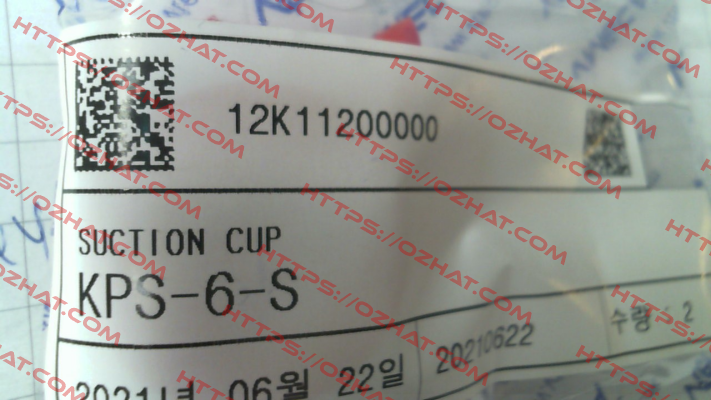 12K11200000
SUCTION CUP
KPS-6-S
2021년 06월 22일
20210622
수량 : 2
HTTPS://OZHAT.COM